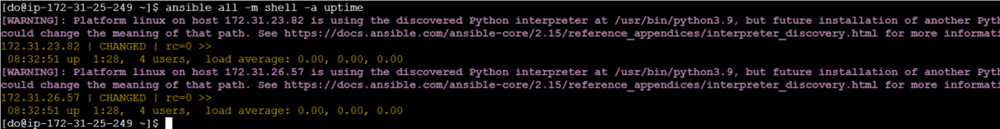 [do@ip-172-31-25-249 ~]$ ansible all -m shell -a uptime
[WARNING]: Platform linux on host 172.31.23.82 is using the discovered Python interpreter at /usr/bin/python3.9, but future installation of another Pyth
could change the meaning of that path. See https://docs.ansible.com/ansible-core/2.15/reference_appendices/interpreter_discovery.html for more informati
172.31.23.82 | CHANGED | rc=0 >>
 08:32:51 up  1:28,  4 users,  load average: 0.00, 0.00, 0.00
[WARNING]: Platform linux on host 172.31.26.57 is using the discovered Python interpreter at /usr/bin/python3.9, but future installation of another Pyth
could change the meaning of that path. See https://docs.ansible.com/ansible-core/2.15/reference_appendices/interpreter_discovery.html for more informati
172.31.26.57 | CHANGED | rc=0 >>
 08:32:51 up  1:28,  4 users,  load average: 0.00, 0.00, 0.00
[do@ip-172-31-25-249 ~]$